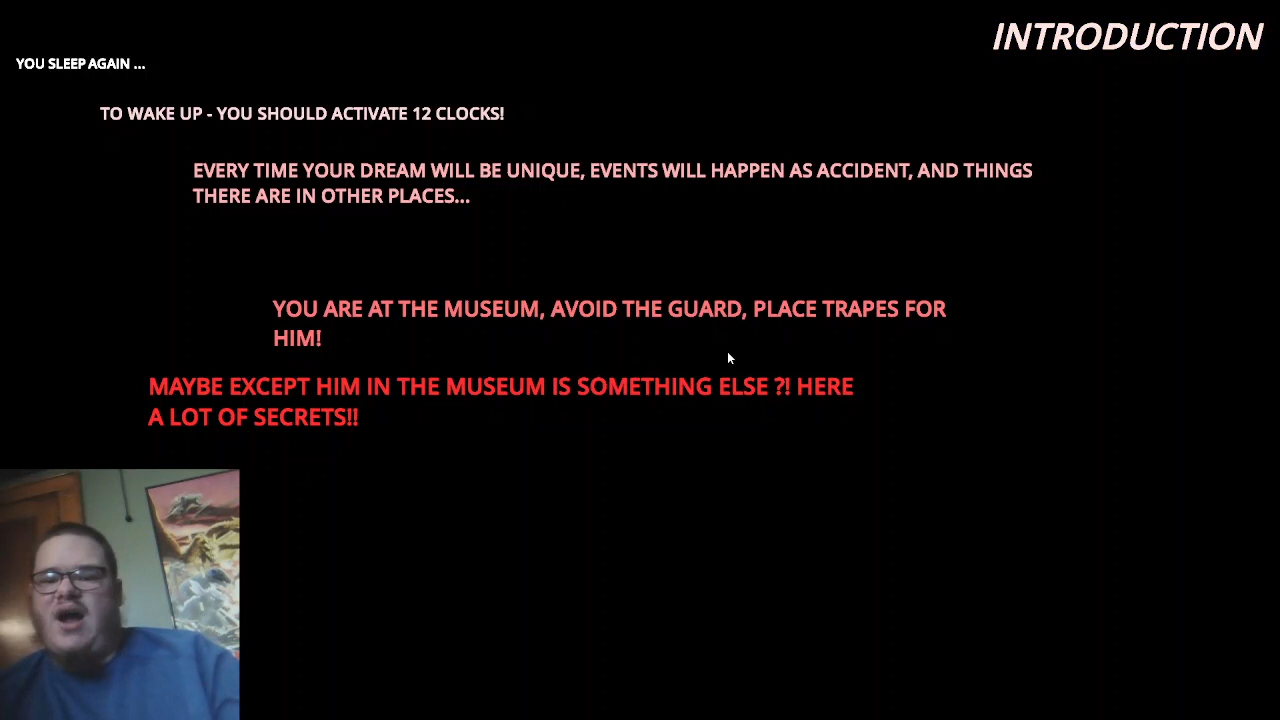 INTRODUCTION
YOU SLEEP AGAIN ...
TO WAKE UP - YOU SHOULD ACTIVATE 12 CLOCKS!
EVERY TIME YOUR DREAM WILL BE UNIQUE, EVENTS WILL HAPPEN AS ACCIDENT, AND THINGS
THERE ARE IN OTHER PLACES...
YOU ARE AT THE MUSEUM, AVOID THE GUARD, PLACE TRAPES FOR
HIM!
MAYBE EXCEPT HIM IN THE MUSEUM IS SOMETHING ELSE ?! HERE
A LOT OF SECRETS!!